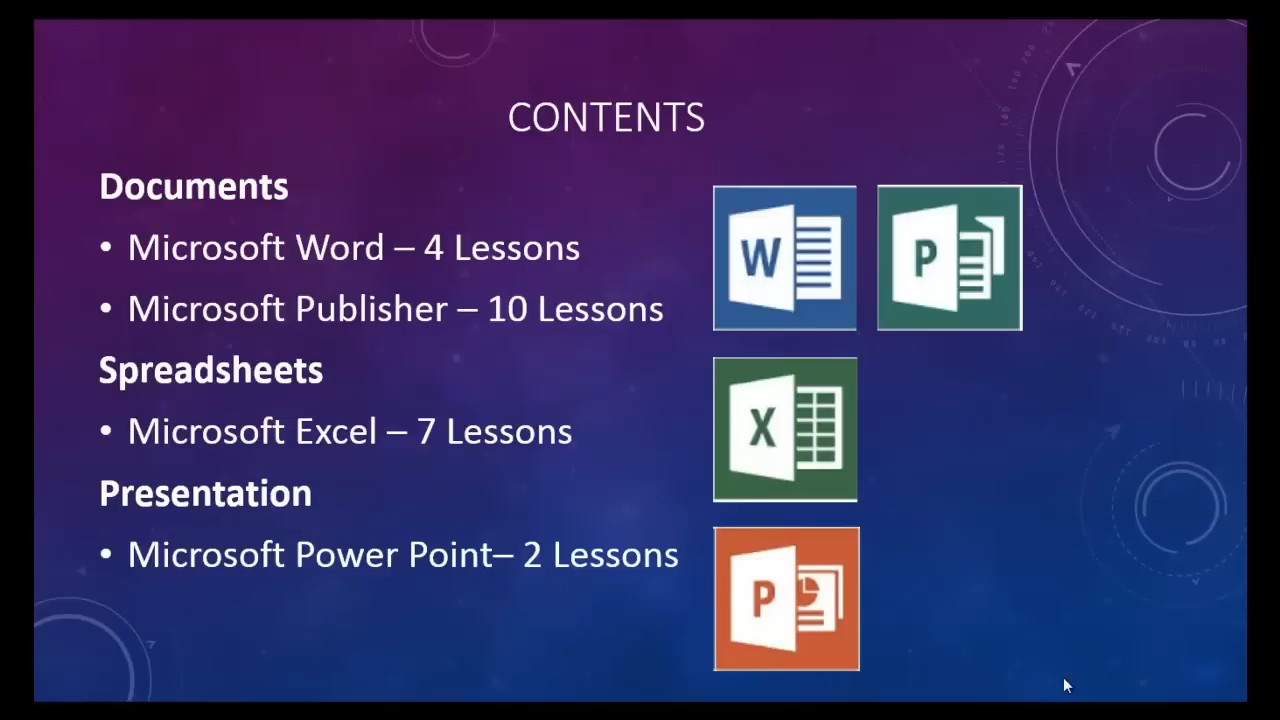 CONTENTS
Documents
• Microsoft Word – 4 Lessons
• Microsoft Publisher – 10 Lessons
Spreadsheets
• Microsoft Excel – 7 Lessons
Presentation
• Microsoft Power Point– 2 Lessons
W
P
X
P